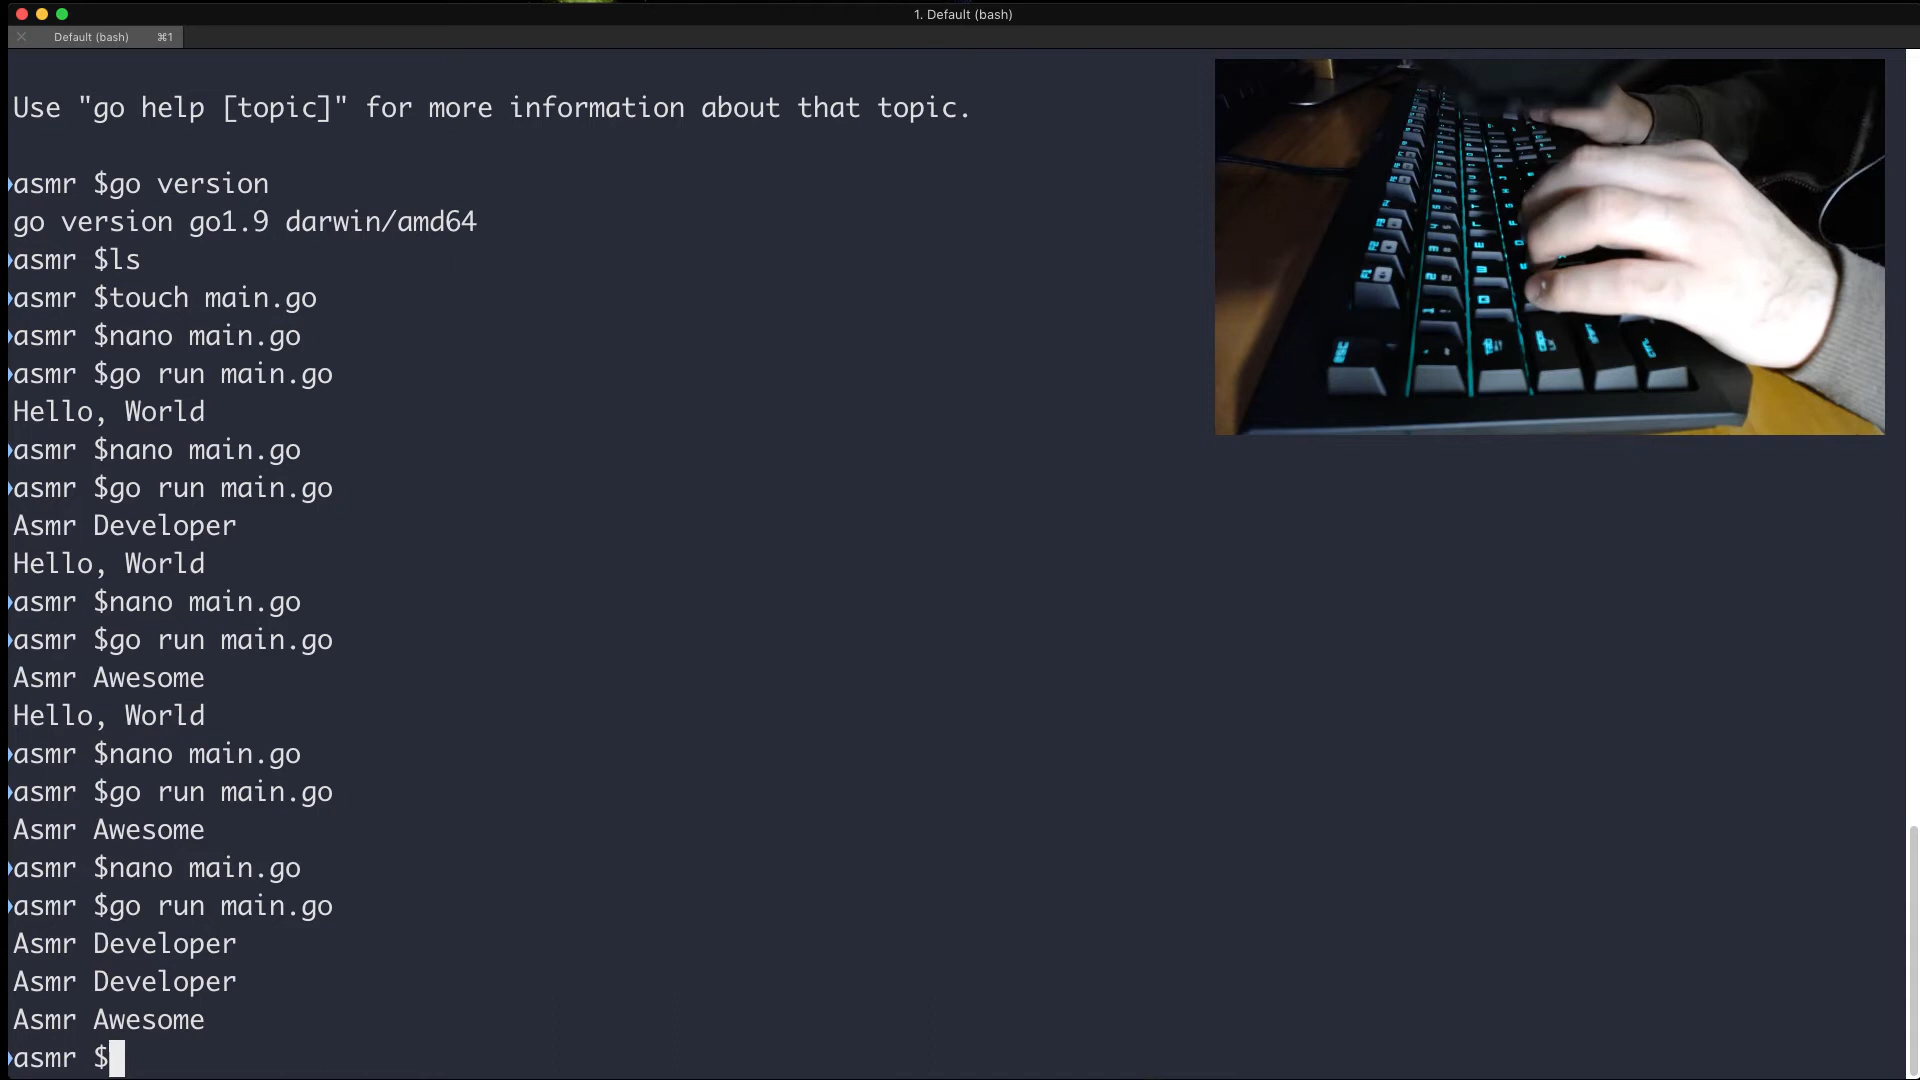 1. Default (bash)
Default (bash) ⌘1
Use "go help [topic]" for more information about that topic.
asmr $go version
go version go1.9 darwin/amd64
asmr $ls
asmr $touch main.go
asmr $nano main.go
asmr $go run main.go
Hello, World
asmr $nano main.go
asmr $go run main.go
Asmr Developer
Hello, World
asmr $nano main.go
asmr $go run main.go
Asmr Awesome
Hello, World
asmr $nano main.go
asmr $go run main.go
Asmr Awesome
asmr $nano main.go
asmr $go run main.go
Asmr Developer
Asmr Developer
Asmr Awesome
asmr $
ESC